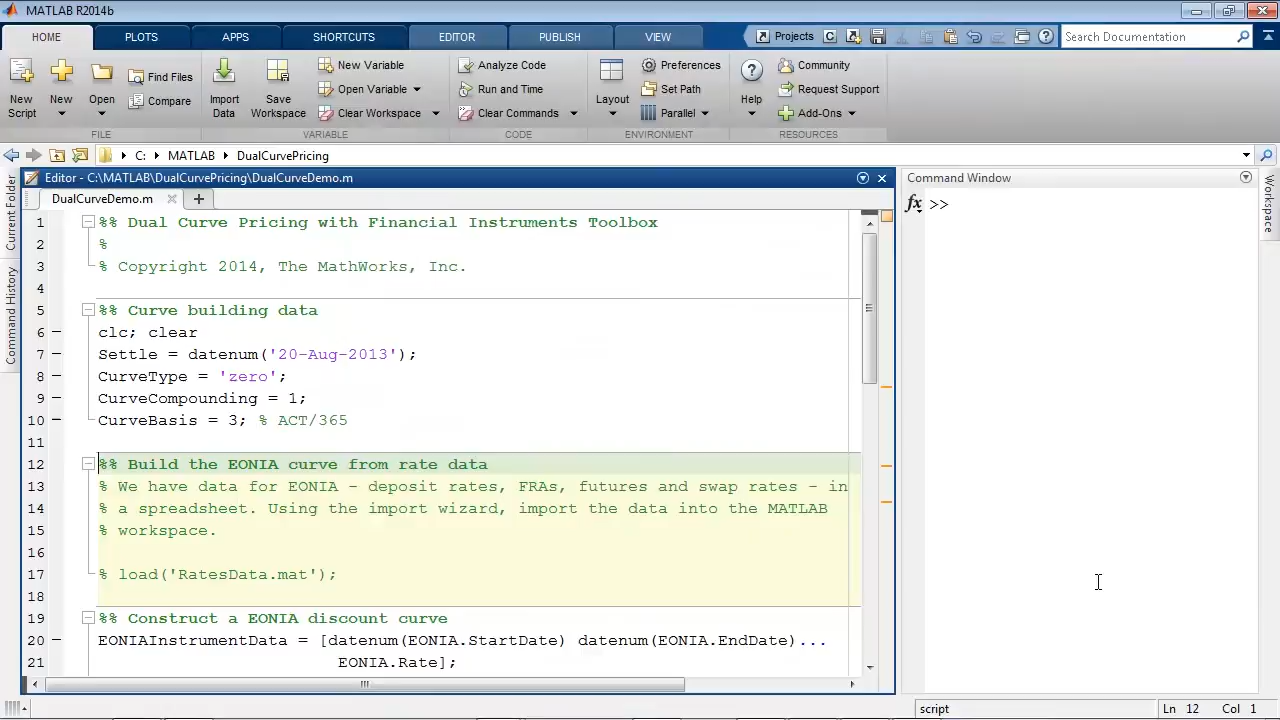 MATLAB R2014b
HOME PLOTS APPS SHORTCUTS EDITOR PUBLISH VIEW Projects Search Documentation
New Script
New
Open
Find Files
Compare
FILE
Import Data
Save Workspace
New Variable
Open Variable
Clear Workspace
VARIABLE
Analyze Code
Run and Time
Clear Commands
CODE
Layout
Preferences
Set Path
Parallel
ENVIRONMENT
Help
Community
Request Support
Add-Ons
RESOURCES
C: MATLAB DualCurvePricing
Current Folder
Command History
Editor - C:\MATLAB\DualCurvePricing\DualCurveDemo.m
DualCurveDemo.m
1 %% Dual Curve Pricing with Financial Instruments Toolbox
2 %
3 % Copyright 2014, The MathWorks, Inc.
4
5 %% Curve building data
6 clc; clear
7 Settle = datenum('20-Aug-2013');
8 CurveType = 'zero';
9 CurveCompounding = 1;
10 CurveBasis = 3; % ACT/365
11
12 %% Build the EONIA curve from rate data
13 % We have data for EONIA - deposit rates, FRAs, futures and swap rates - in
14 % a spreadsheet. Using the import wizard, import the data into the MATLAB
15 % workspace.
16
17 % load('RatesData.mat');
18
19 %% Construct a EONIA discount curve
20 EONIAInstrumentData = [datenum(EONIA.StartDate) datenum(EONIA.EndDate)...
21 EONIA.Rate];
Command Window
fx >>
Workspace
script Ln 12 Col 1